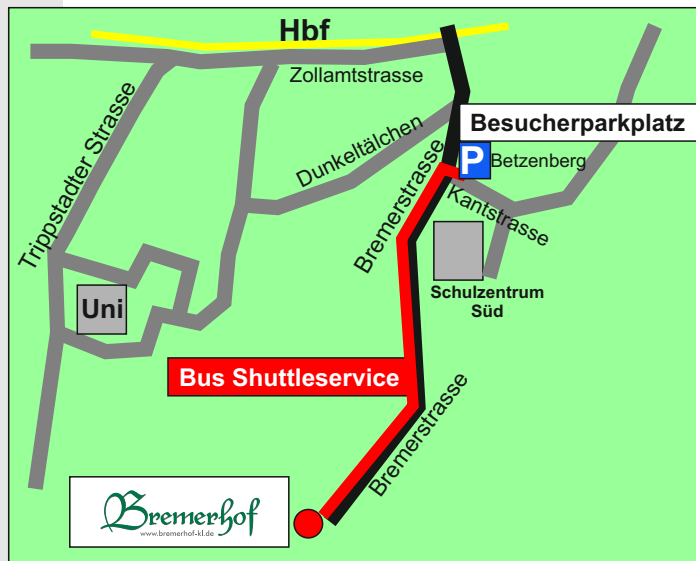 Hbf
Zollamtstrasse
Trippstadter Strasse
Dunkeltälchen
Besucherparkplatz
P Betzenberg
Bremerstrasse
Kantstrasse
Schulzentrum
Süd
Uni
Bus Shuttleservice
Bremerstrasse
Bremerhof
www.bremerhof-kl.de